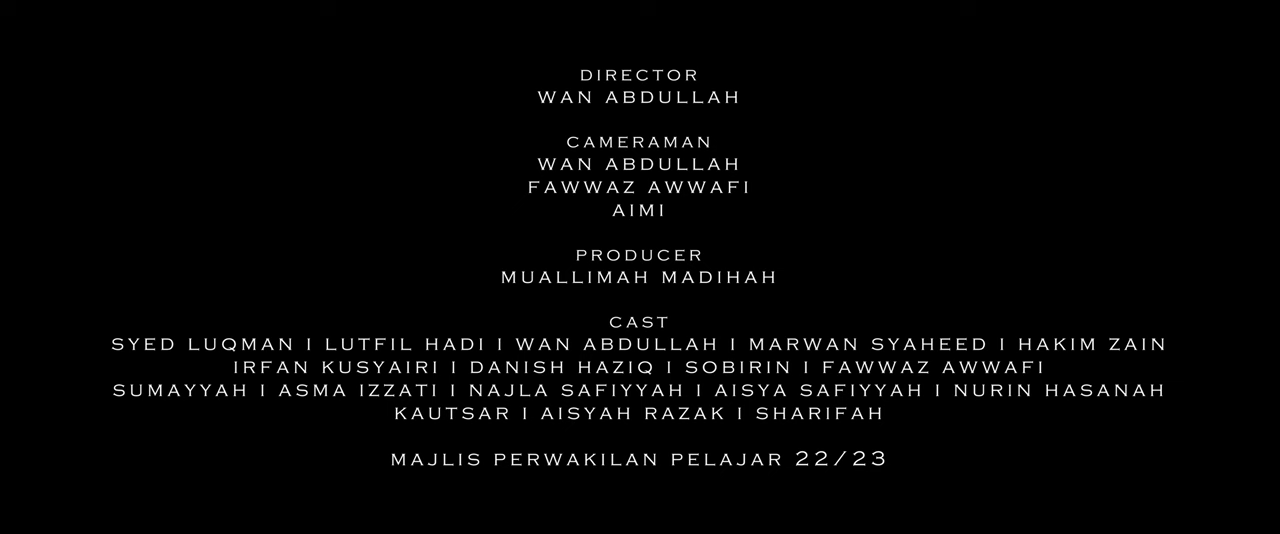 DIRECTOR
WAN ABDULLAH
CAMERAMAN
WAN ABDULLAH
FAWWAZ AWWAFI
AIMI
PRODUCER
MUALLIMAH MADIHAH
CAST
SYED LUQMAN I LUTFIL HADI I WAN ABDULLAH I MARWAN SYAHEED I HAKIM ZAIN
IRFAN KUSYAIRI I DANISH HAZIQ I SOBIRIN I FAWWAZ AWWAFI
SUMAYYAH I ASMA IZZATI I NAJLA SAFIYYAH I AISYA SAFIYYAH I NURIN HASANAH
KAUTSAR I AISYAH RAZAK I SHARIFAH
MAJLIS PERWAKILAN PELAJAR 22/23